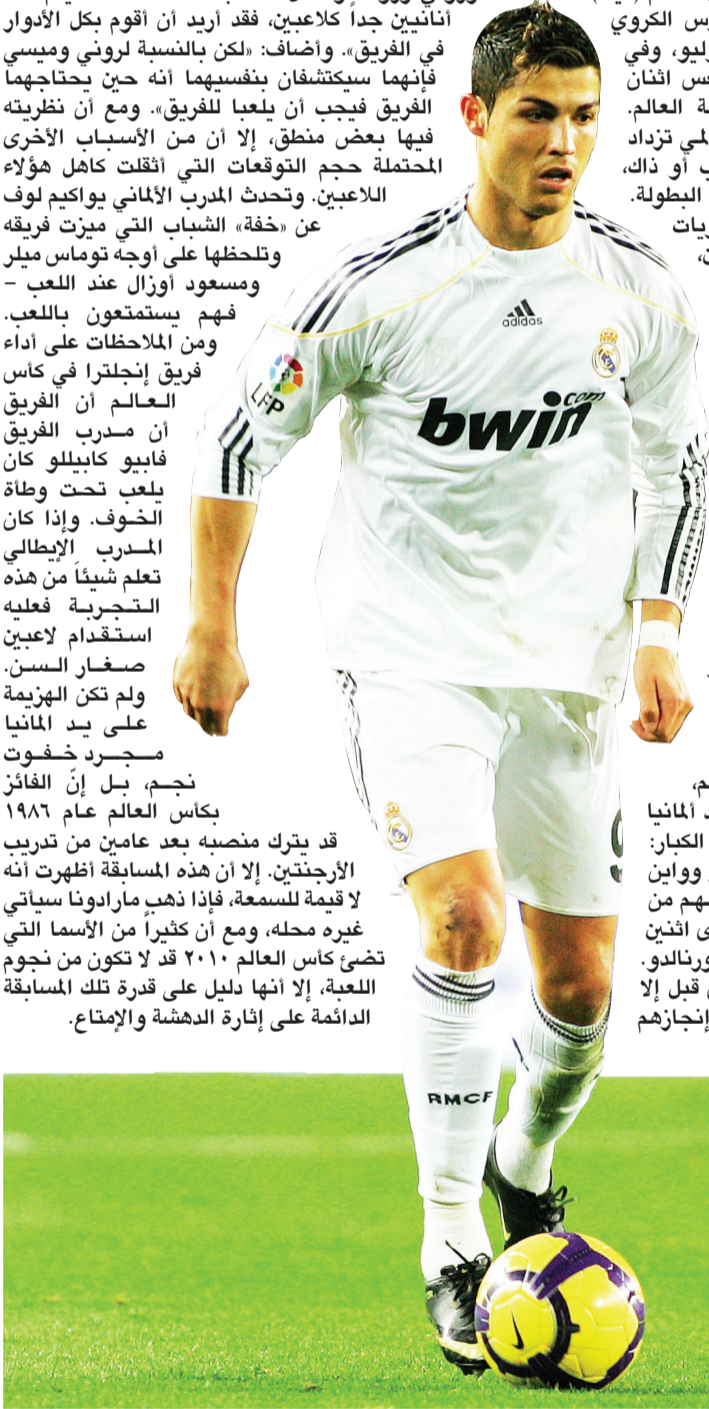 الكروي
وفي
اثنان
العالم.
تزداد
أو ذاك،
البطولة.
ألمانيا
الكبار:
وواين
من
اثنين
قبل إلا
إنجازهم
أنانيين جداً كلاعبين، فقد أريد أن أقوم بكل الأدوار
في الفريق». وأضاف: «لكن بالنسبة لروني وميسي
فإنهما سيكتشفان بنفسيهما أنه حين يحتاجهما
الفريق فيجب أن يلعبا للفريق». ومع أن نظريته
فيها بعض منطق، إلا أن من الأسباب الأخرى
المحتملة حجم التوقعات التي أثقلت كاهل هؤلاء
اللاعبين. وتحدث المدرب الألماني يواكيم لوف
عن «خفة» الشباب التي ميزت فريقه
وتلحظها على أوجه توماس ميلر
ومسعود أوزال عند اللعب –
فهم يستمتعون باللعب.
ومن الملاحظات على أداء
فريق إنجلترا في كأس
العالم أن الفريق
أن مدرب الفريق
فابيو كابيللو كان
يلعب تحت وطأة
الخوف. وإذا كان
المدرب الإيطالي
تعلم شيئاً من هذه
التجربة فعليه
استقدام لاعبين
صغار السن.
ولم تكن الهزيمة
على يد المانيا
مجرد خفوت
نجم، بل إنّ الفائز
بكأس العالم عام ١٩٨٦
قد يترك منصبه بعد عامين من تدريب
الأرجنتين. إلا أن هذه المسابقة أظهرت أنه
لا قيمة للسمعة، فإذا ذهب مارادونا سيأتي
غيره محله، ومع أن كثيراً من الأسما التي
تضئ كأس العالم ٢٠١٠ قد لا تكون من نجوم
اللعبة، إلا أنها دليل على قدرة تلك المسابقة
الدائمة على إثارة الدهشة والإمتاع.
adidas
LFP
bwin.com
9
RMCF